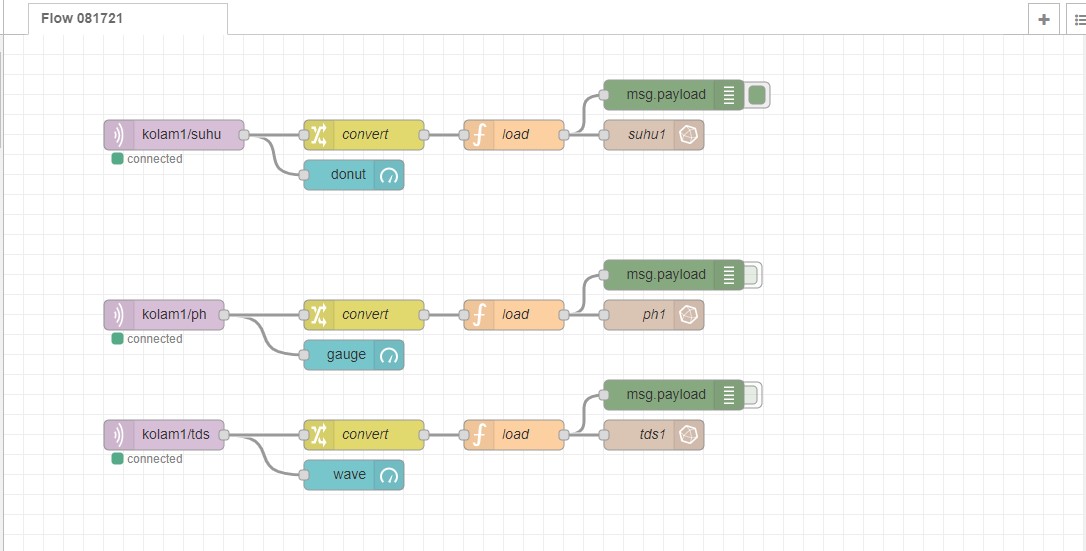 Flow 081721
msg.payload
kolam1/suhu
convert
load
suhu1
connected
donut
msg.payload
kolam1/ph
convert
load
ph1
connected
gauge
msg.payload
kolam1/tds
convert
load
tds1
connected
wave